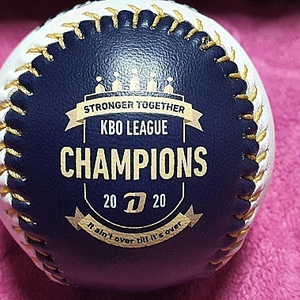 STRONGER TOGETHER
KBO LEAGUE
CHAMPIONS
20 D 20
It ain't over till it's over